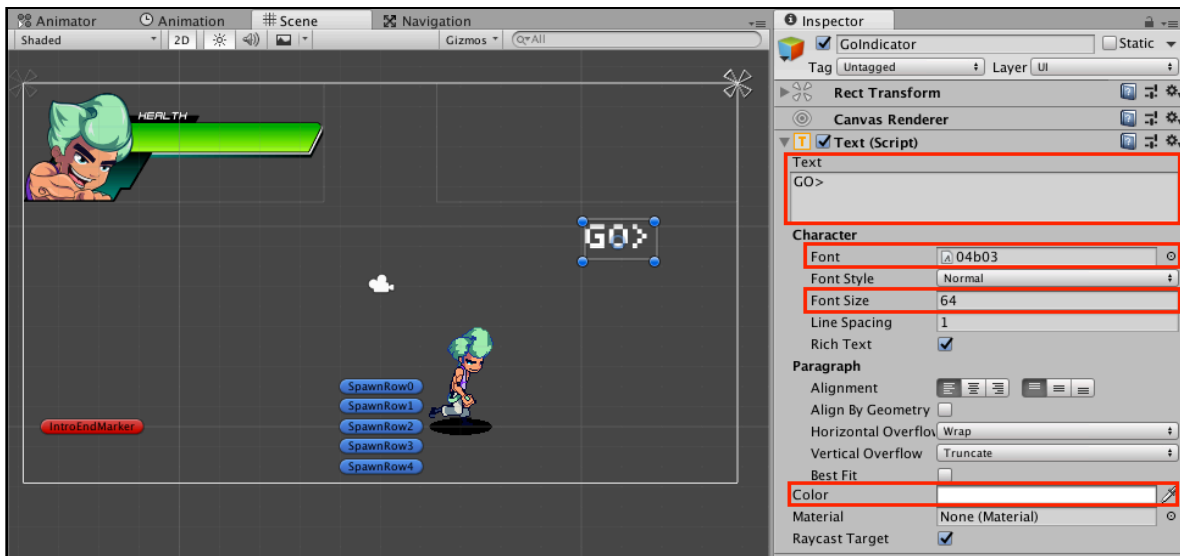 Animator Animation Scene Navigation
Shaded 2D Gizmos All
HEALTH
GO>
SpawnRow0
SpawnRow1
IntroEndMarker SpawnRow2
SpawnRow3
SpawnRow4
Inspector
GoIndicator Static
Tag Untagged Layer UI
Rect Transform
Canvas Renderer
Text (Script)
Text
GO>
Character
Font 04b03
Font Style Normal
Font Size 64
Line Spacing 1
Rich Text
Paragraph
Alignment
Align By Geometry
Horizontal Overflov Wrap
Vertical Overflow Truncate
Best Fit
Color
Material None (Material)
Raycast Target